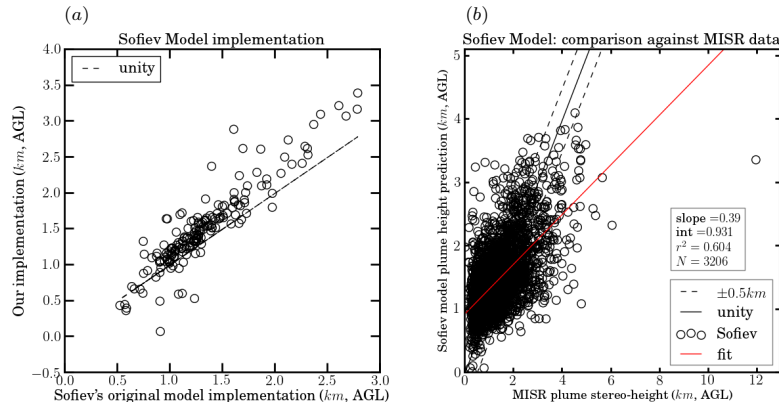 (a)
Sofiev Model implementation
4.0
3.5
3.0
2.5
2.0
1.5
1.0
0.5
0.0
−0.5
Our implementation (km, AGL)
unity
0.0 0.5 1.0 1.5 2.0 2.5 3.0
Sofiev's original model implementation (km, AGL)
(b)
Sofiev Model: comparison against MISR data
5
4
3
2
1
0
Sofiev model plume height prediction (km, AGL)
slope =0.39
int =0.931
r² = 0.604
N = 3206
±0.5km
unity
Sofiev
fit
0 2 4 6 8 10 12
MISR plume stereo-height (km, AGL)